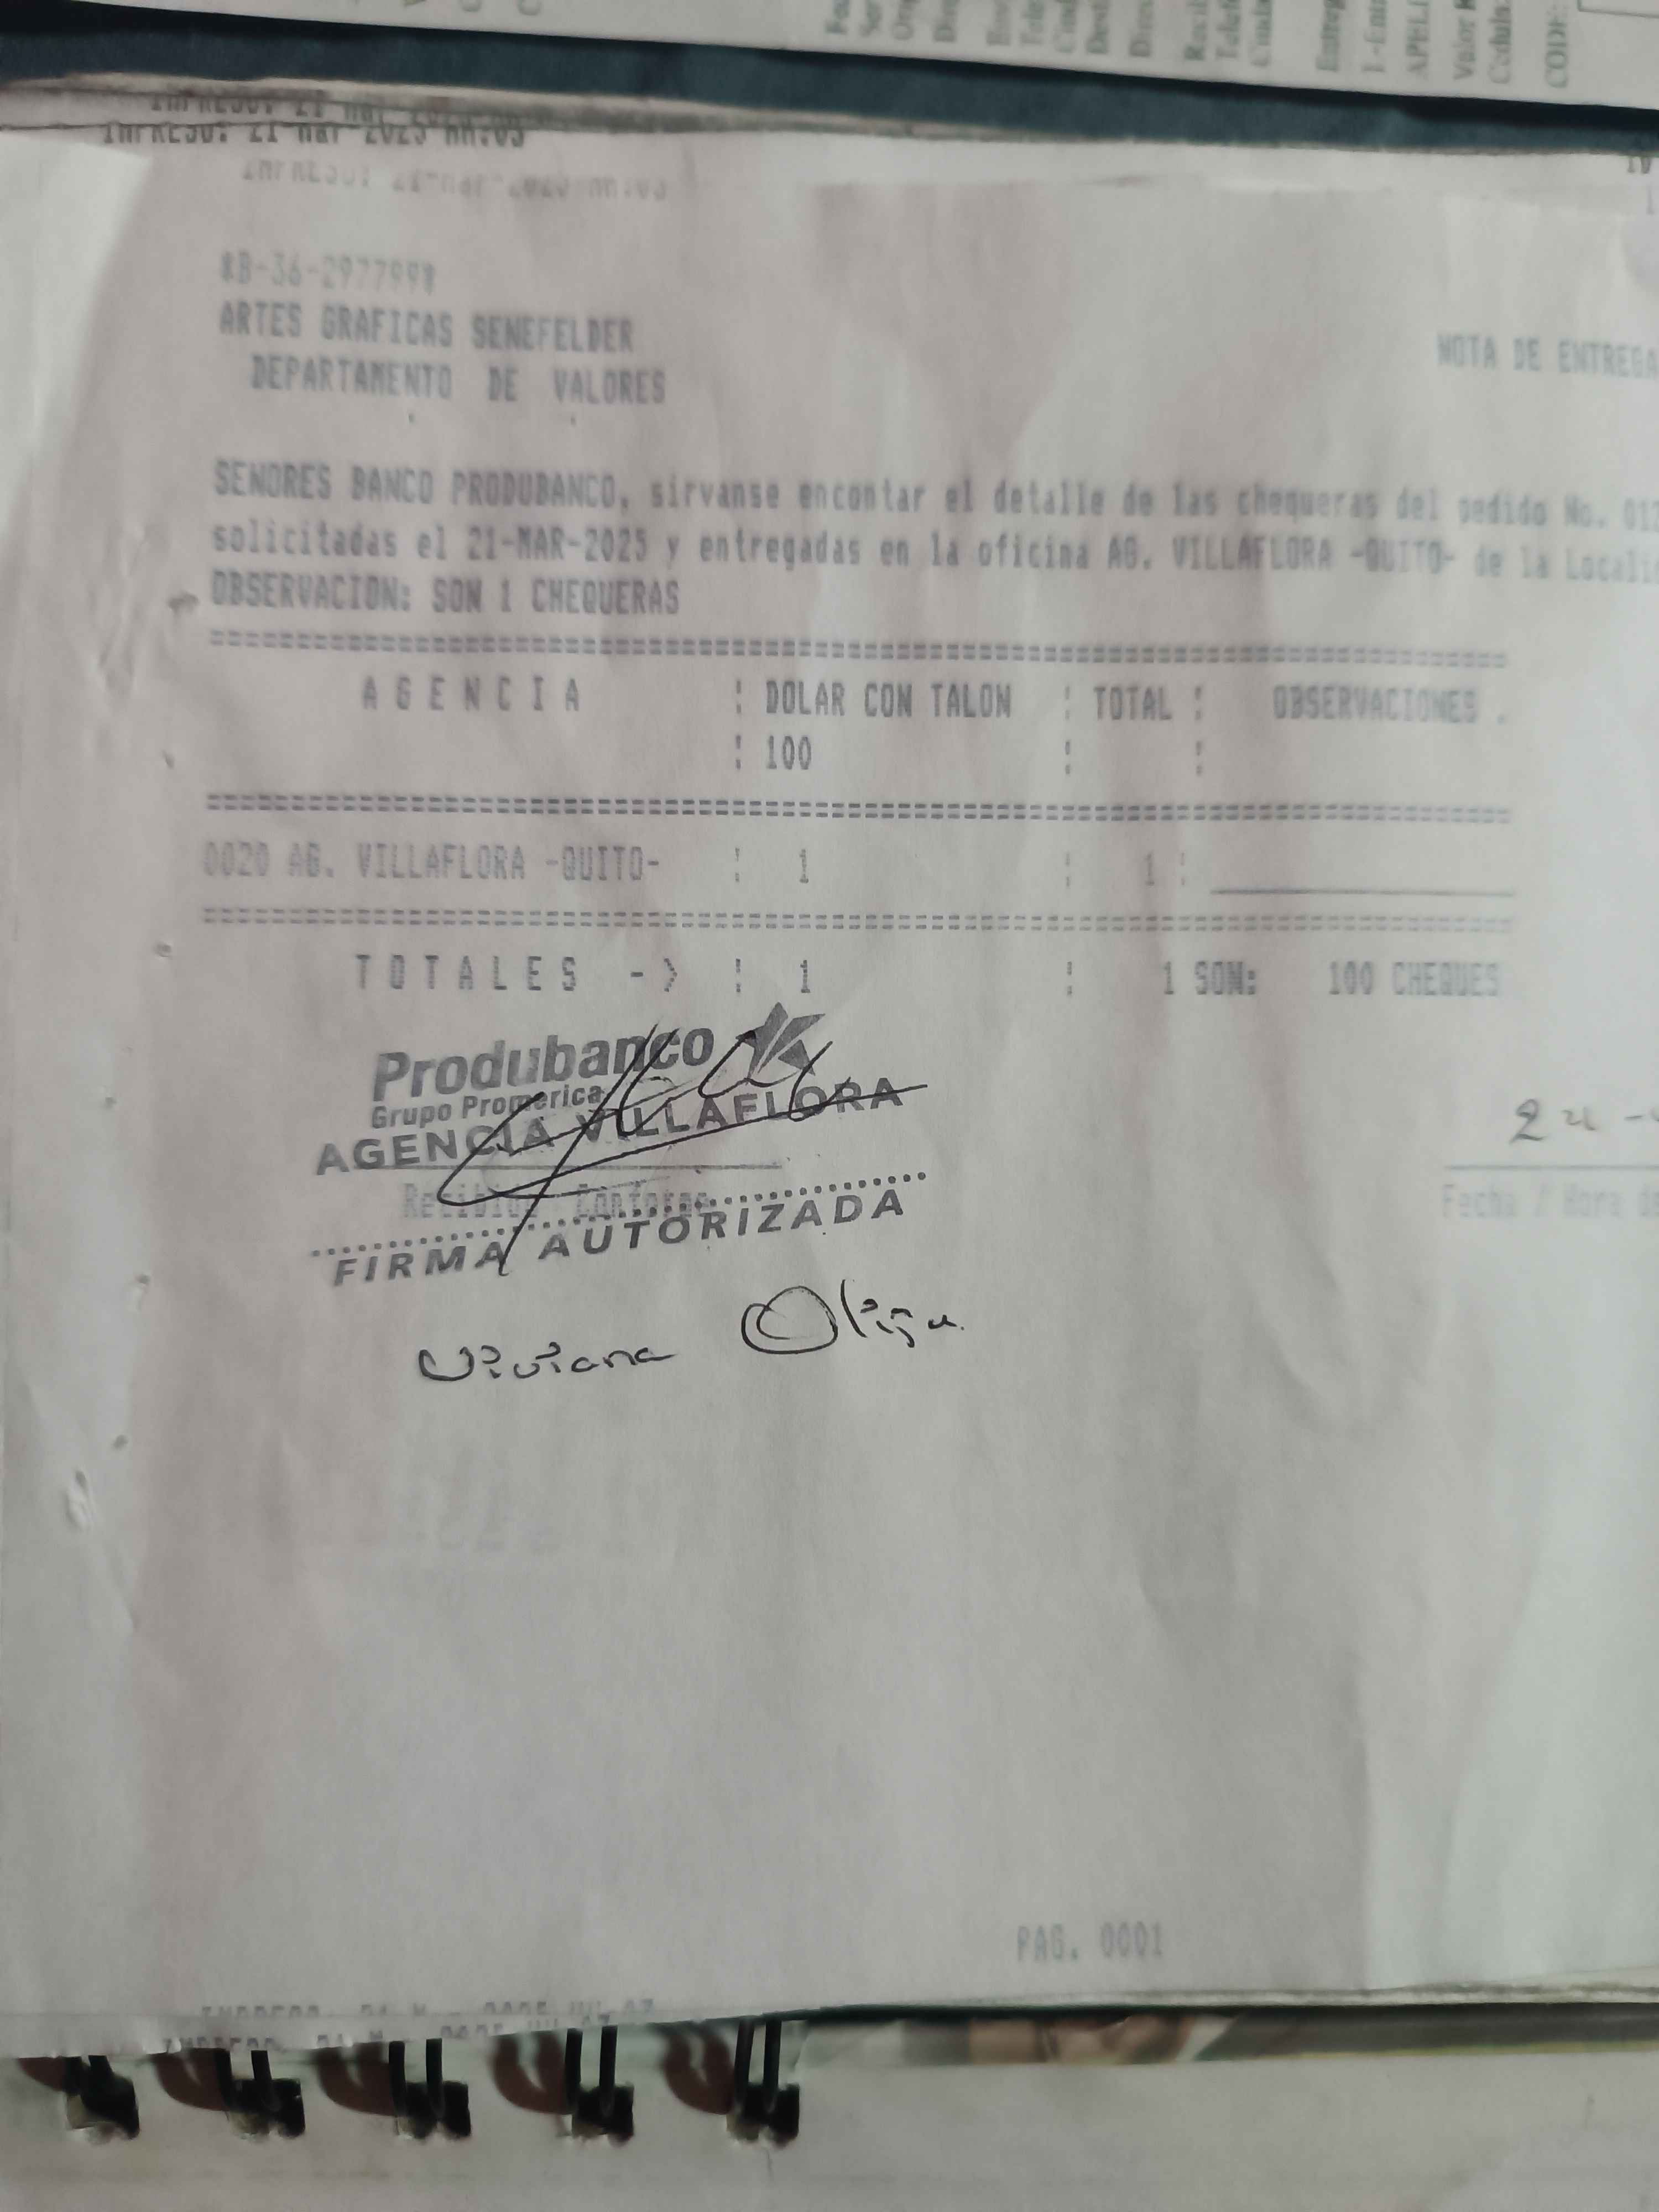 IMPRESO: 21 Mar 2025 AA:05
*B-36-297799*
ARTES GRAFICAS SENEFELDER
NOTA DE ENTREGA
DEPARTAMENTO DE VALORES
SENORES BANCO PRODUBANCO, sirvanse encontar el detalle de las chequeras del pedido No.
solicitadas el 21-MAR-2025 y entregadas en la oficina AG. VILLAFLORA -QUITO- de la
OBSERVACION: SON 1 CHEQUERAS
A G E N C I A : DOLAR CON TALON : TOTAL : OBSERVACIONES .
: 100 : :
0020 AG. VILLAFLORA -QUITO- : 1 : 1 :
T O T A L E S -> : 1 : 1 SON: 100 CHEQUES
Produbanco
Grupo Promerica
AGENCIA VILLAFLORA
Recibido Conforme
FIRMA AUTORIZADA
Fecha / Hora de
Viviana
PAG. 0001